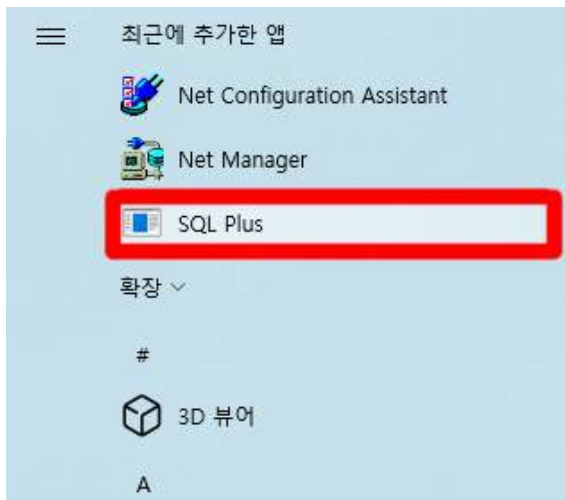 최근에 추가한 앱
Net Configuration Assistant
Net Manager
SQL Plus
확장
#
3D 뷰어
A